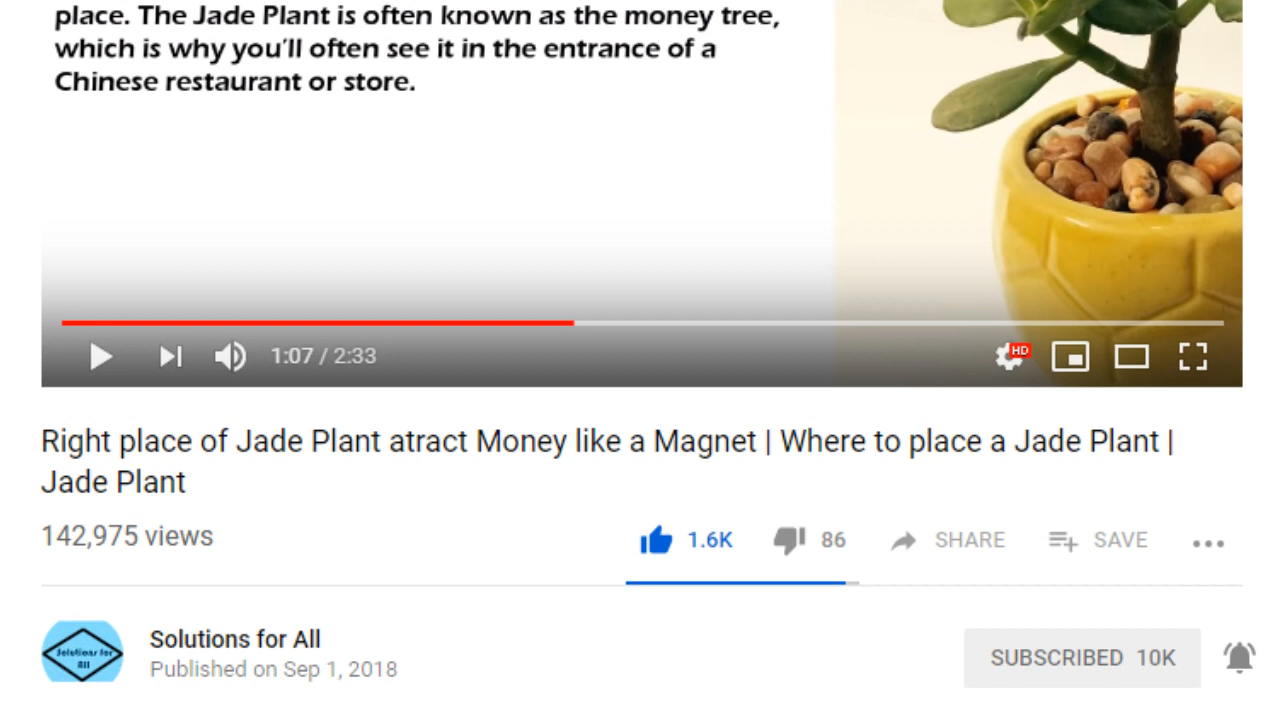 place. The Jade Plant is often known as the money tree,
which is why you'll often see it in the entrance of a
Chinese restaurant or store.
1:07 / 2:33
HD
Right place of Jade Plant atract Money like a Magnet | Where to place a Jade Plant |
Jade Plant
142,975 views
1.6K 86 SHARE SAVE
Solutions for All
Solutions for
All
Published on Sep 1, 2018
SUBSCRIBED 10K